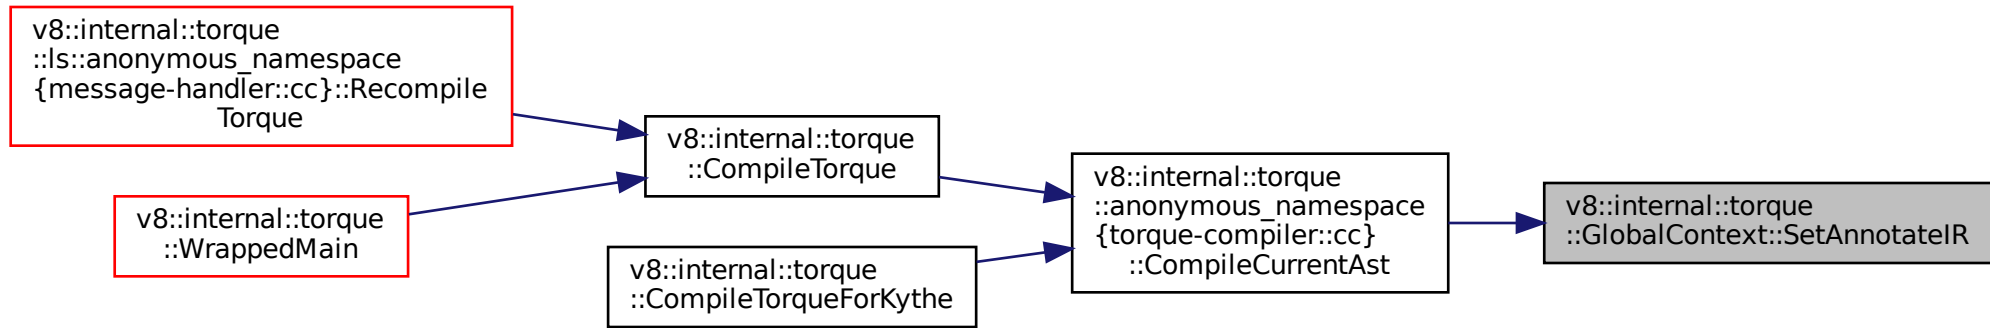 v8::internal::torque
::ls::anonymous_namespace
{message-handler::cc}::Recompile
Torque
v8::internal::torque
::WrappedMain
v8::internal::torque
::CompileTorque
v8::internal::torque
::CompileTorqueForKythe
v8::internal::torque
::anonymous_namespace
{torque-compiler::cc}
::CompileCurrentAst
v8::internal::torque
::GlobalContext::SetAnnotateIR